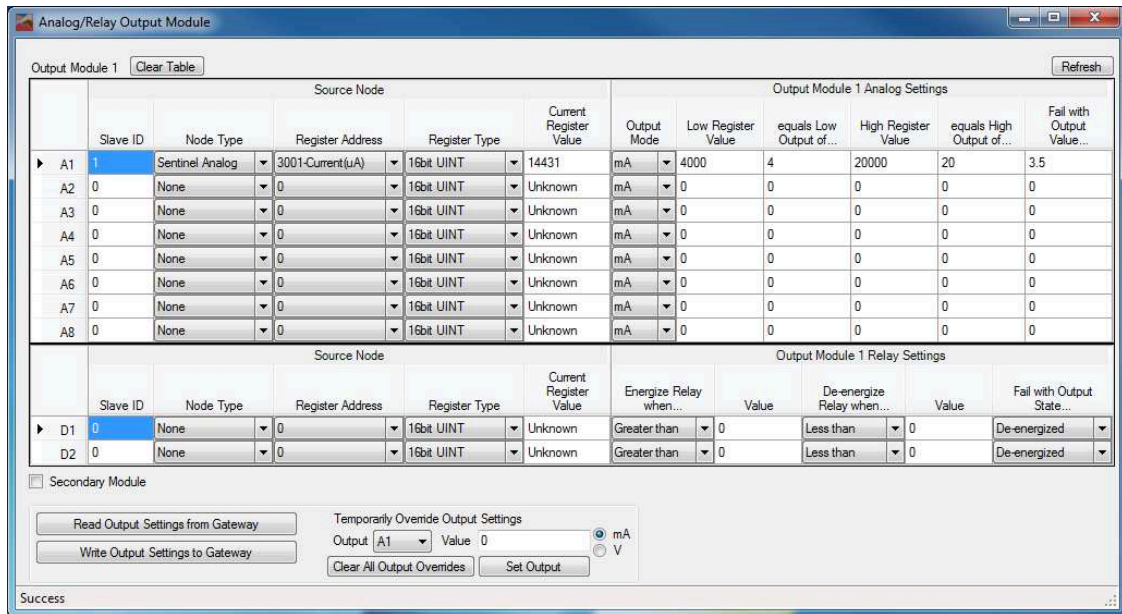 Analog/Relay Output Module
Output Module 1 Clear Table Refresh
Source Node Output Module 1 Analog Settings
Slave ID Node Type Register Address Register Type Current Register Value Output Mode Low Register Value equals Low Output of... High Register Value equals High Output of... Fail with Output Value...
A1 1 Sentinel Analog 3001-Current(uA) 16bit UINT 14431 mA 4000 4 20000 20 3.5
A2 0 None 0 16bit UINT Unknown mA 0 0 0 0 0
A3 0 None 0 16bit UINT Unknown mA 0 0 0 0 0
A4 0 None 0 16bit UINT Unknown mA 0 0 0 0 0
A5 0 None 0 16bit UINT Unknown mA 0 0 0 0 0
A6 0 None 0 16bit UINT Unknown mA 0 0 0 0 0
A7 0 None 0 16bit UINT Unknown mA 0 0 0 0 0
A8 0 None 0 16bit UINT Unknown mA 0 0 0 0 0
Source Node Output Module 1 Relay Settings
Slave ID Node Type Register Address Register Type Current Register Value Energize Relay when... Value De-energize Relay when... Value Fail with Output State...
D1 0 None 0 16bit UINT Unknown Greater than 0 Less than 0 De-energized
D2 0 None 0 16bit UINT Unknown Greater than 0 Less than 0 De-energized
Secondary Module
Read Output Settings from Gateway
Write Output Settings to Gateway
Temporarily Override Output Settings
Output A1 Value 0 mA
V
Clear All Output Overrides Set Output
Success